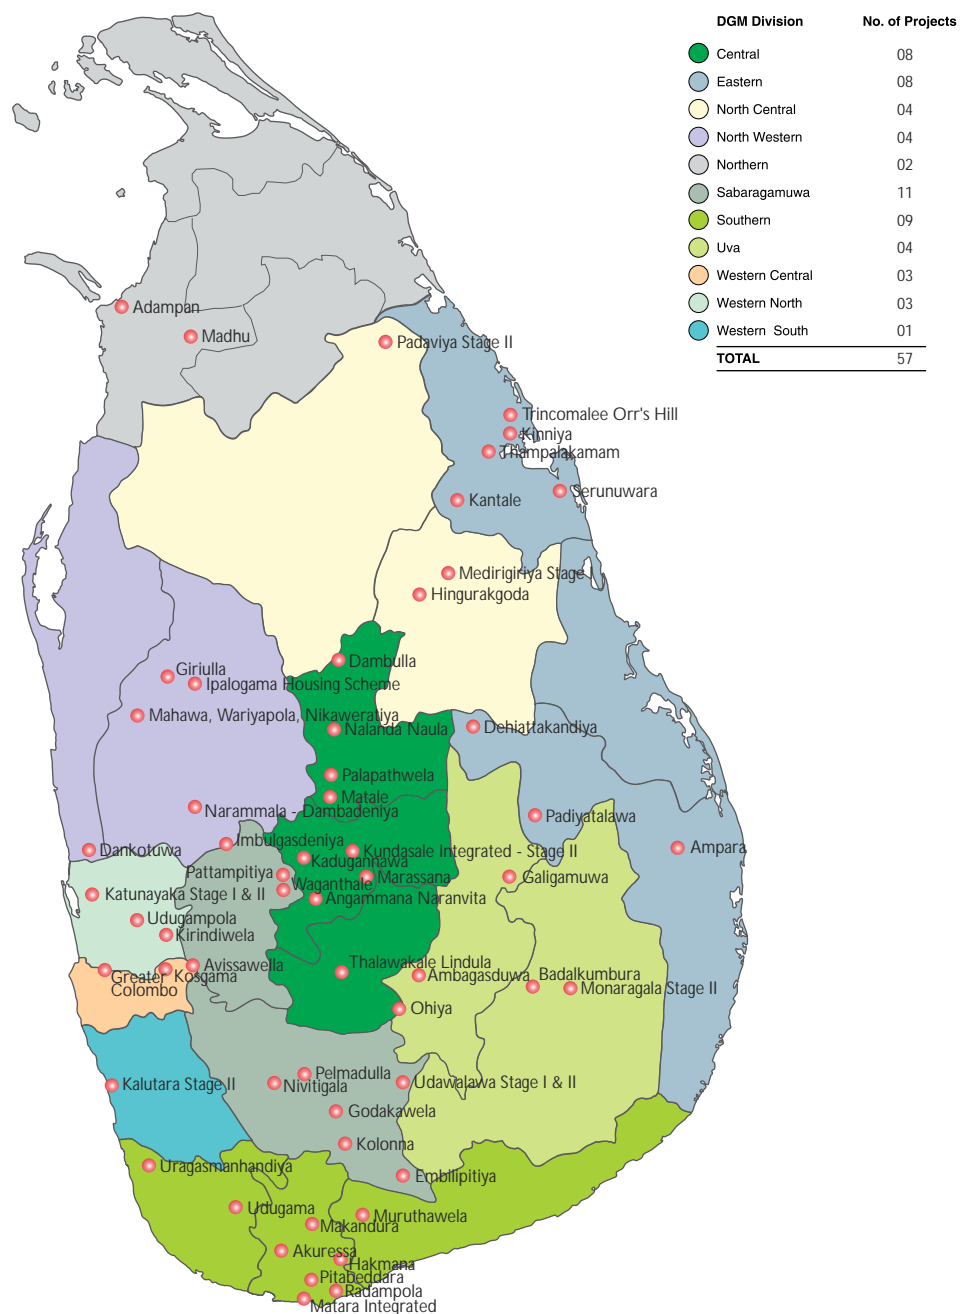 DGM Division No. of Projects
Central 08
Eastern 08
North Central 04
North Western 04
Northern 02
Sabaragamuwa 11
Southern 09
Uva 04
Western Central 03
Western North 03
Western South 01
TOTAL 57
Adampan
Madhu
Padaviya Stage II
Trincomalee Orr's Hill
Kinniya
Thampalakamam
Serunuwara
Kantale
Medirigiriya Stage I
Hingurakgoda
Dambulla
Giriulla
Ipalogama Housing Scheme
Mahawa, Wariyapola, Nikaweratiya
Nalanda Naula
Dehiattakandiya
Palapathwela
Matale
Narammala - Dambadeniya
Padiyatalawa
Imbulgasdeniya
Dankotuwa
Kundasale Integrated - Stage II
Ampara
Kadugannawa
Pattampitiya
Marassana
Galigamuwa
Waganthale
Katunayaka Stage I & II
Angammana Naranvita
Udugampola
Kirindiwela
Thalawakale Lindula
Avissawella
Greater
Colombo
Kosgama
Ambagasduwa
Badalkumbura
Monaragala Stage II
Ohiya
Pelmadulla
Kalutara Stage II
Nivitigala
Udawalawa Stage I & II
Godakawela
Kolonna
Uragasmanhandiya
Embilipitiya
Udugama
Muruthawela
Makandura
Akuressa
Hakmana
Pitabeddara
Radampola
Matara Integrated